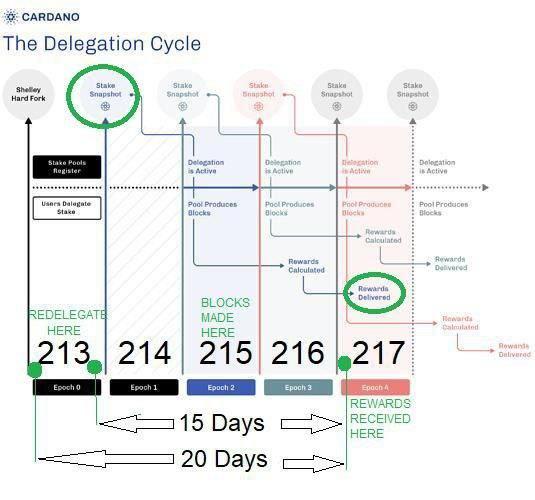 CARDANO
The Delegation Cycle
Shelley
Hard Fork
Stake
Snapshot
Stake
Snapshot
Stake
Snapshot
Stake
Snapshot
Stake
Snapshot
Stake Pools
Register
Users Delegate
Stake
Delegation
is Active
Delegation
is Active
Delegation
is Active
Delegation
is Active
Pool Produces
Blocks
Pool Produces
Blocks
Pool Produces
Blocks
Pool Produces
Blocks
Rewards
Calculated
Rewards
Delivered
Rewards
Calculated
Rewards
Delivered
Rewards
Calculated
Rewards
Delivered
REDELEGATE
HERE
BLOCKS
MADE
HERE
213
214
215
216
217
Epoch 0
Epoch 1
Epoch 2
Epoch 3
Epoch 4
REWARDS
RECEIVED
HERE
15 Days
20 Days